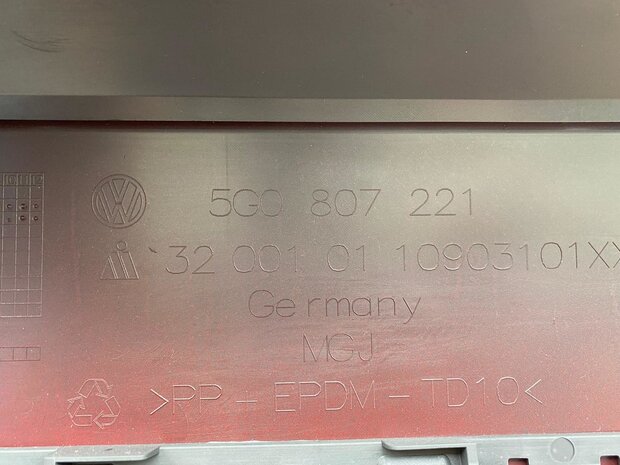 5G0 807 221
32 001 01 10903101XX
Germany
MGJ
>PP-EPDM-TD10<